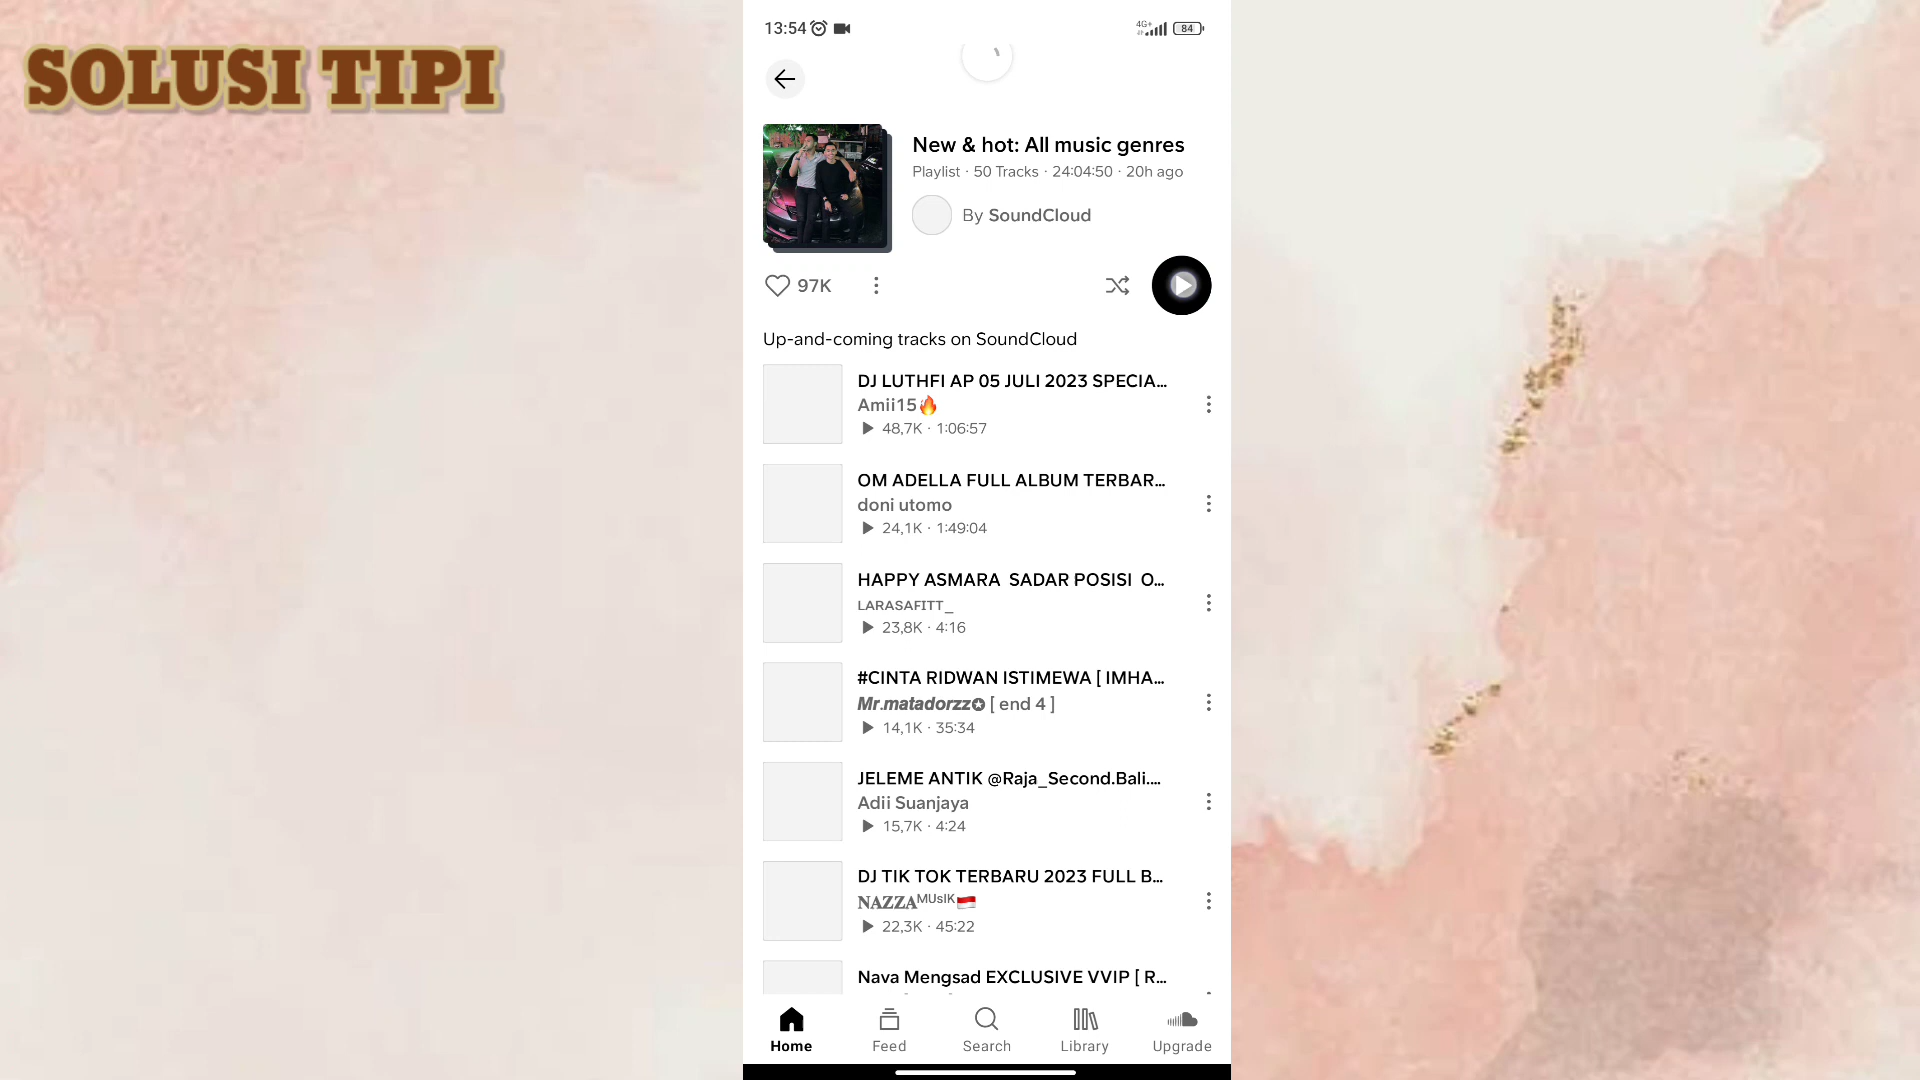 SOLUSI TIPI
13:54
4G+
84
New & hot: All music genres
Playlist · 50 Tracks · 24:04:50 · 20h ago
By SoundCloud
97K
Up-and-coming tracks on SoundCloud
DJ LUTHFI AP 05 JULI 2023 SPECIA...
Amii15🔥
48,7K · 1:06:57
OM ADELLA FULL ALBUM TERBAR...
doni utomo
24,1K · 1:49:04
HAPPY ASMARA  SADAR POSISI  O...
ʟᴀʀᴀsᴀғɪᴛᴛ_
23,8K · 4:16
#CINTA RIDWAN ISTIMEWA [ IMHA...
𝙈𝙧.𝙢𝙖𝙩𝙖𝙙𝙤𝙧𝙯𝙯✪ [ end 4 ]
14,1K · 35:34
JELEME ANTIK @Raja_Second.Bali....
Adii Suanjaya
15,7K · 4:24
DJ TIK TOK TERBARU 2023 FULL B...
𝐍𝐀𝐙𝐙𝐀ᴹᵁˢᴵᴷ🇮🇩
22,3K · 45:22
Nava Mengsad EXCLUSIVE VVIP [ R...
Home
Feed
Search
Library
Upgrade